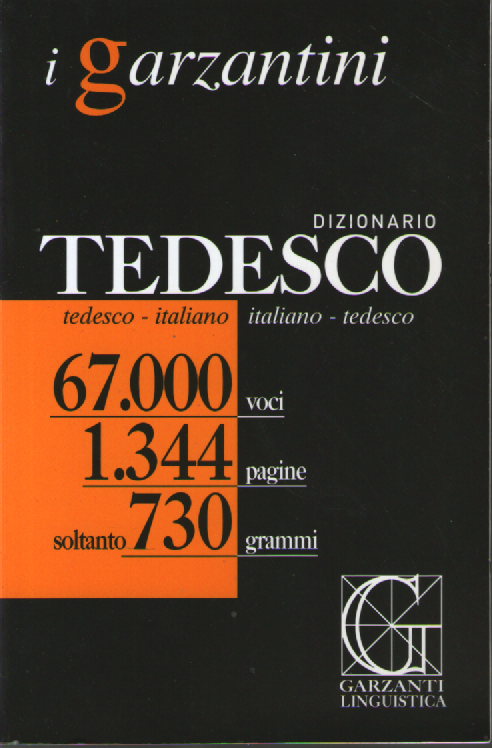 i garzantini
DIZIONARIO
TEDESCO
tedesco - italiano italiano - tedesco
67.000 voci
1.344 pagine
soltanto 730 grammi
G
GARZANTI
LINGUISTICA